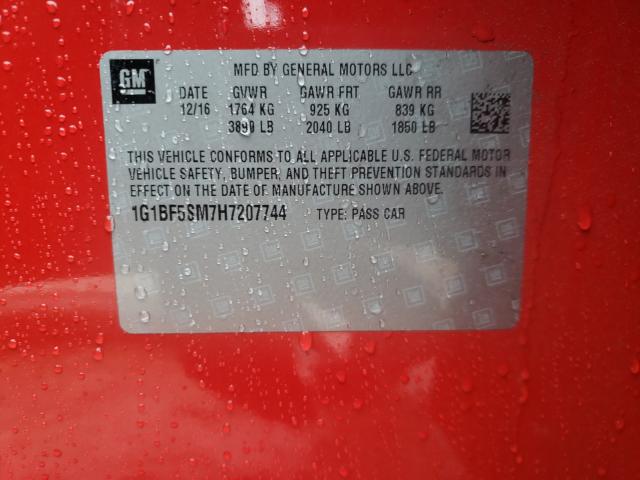 GM
MFD BY GENERAL MOTORS LLC
DATE GVWR GAWR FRT GAWR RR
12/16 1764 KG 925 KG 839 KG
3890 LB 2040 LB 1850 LB
THIS VEHICLE CONFORMS TO ALL APPLICABLE U.S. FEDERAL MOTOR
VEHICLE SAFETY, BUMPER, AND THEFT PREVENTION STANDARDS IN
EFFECT ON THE DATE OF MANUFACTURE SHOWN ABOVE.
1G1BF5SM7H7207744 TYPE: PASS CAR